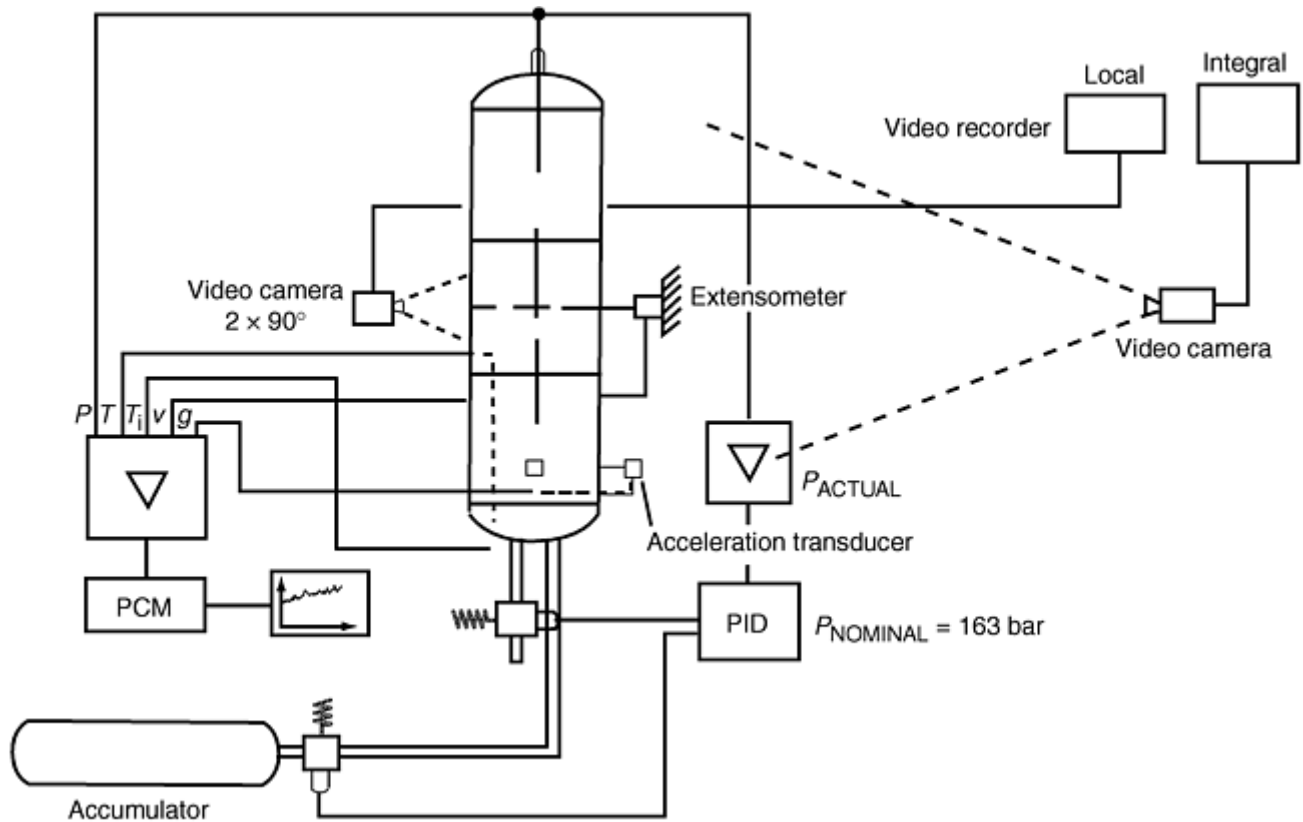 Local
Integral
Video recorder
Video camera
2 × 90°
Extensometer
Video camera
P T Ti v g
PACTUAL
Acceleration transducer
PCM
PID
PNOMINAL = 163 bar
Accumulator